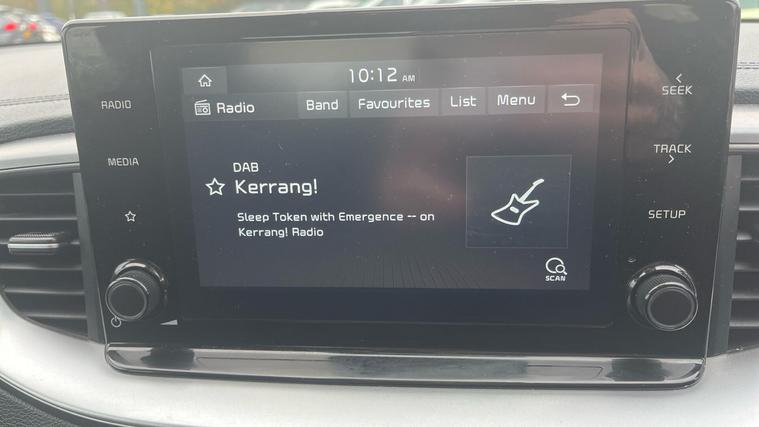 10:12 AM
Radio Band Favourites List Menu
RADIO
MEDIA
DAB
Kerrang!
Sleep Token with Emergence -- on
Kerrang! Radio
SCAN
SEEK
TRACK
SETUP